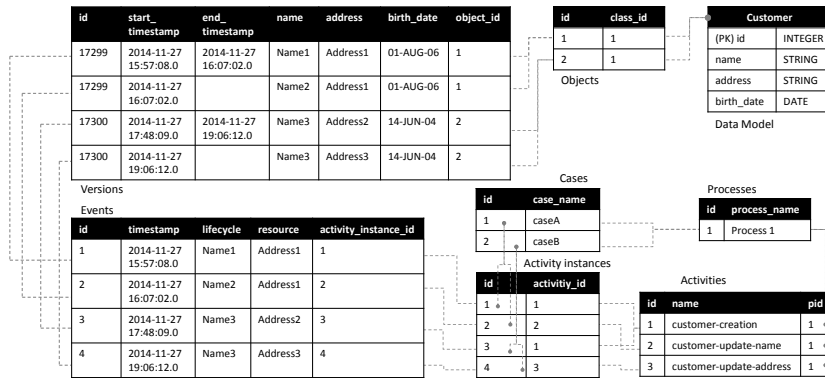 id start_ timestamp end_ timestamp name address birth_date object_id
17299 2014-11-27 15:57:08.0 2014-11-27 16:07:02.0 Name1 Address1 01-AUG-06 1
17299 2014-11-27 16:07:02.0 Name2 Address1 01-AUG-06 1
17300 2014-11-27 17:48:09.0 2014-11-27 19:06:12.0 Name3 Address2 14-JUN-04 2
17300 2014-11-27 19:06:12.0 Name3 Address3 14-JUN-04 2
Versions
id class_id
1 1
2 1
Objects
Customer
(PK) id INTEGER
name STRING
address STRING
birth_date DATE
Data Model
Events
id timestamp lifecycle resource activity_instance_id
1 2014-11-27 15:57:08.0 Name1 Address1 1
2 2014-11-27 16:07:02.0 Name2 Address1 2
3 2014-11-27 17:48:09.0 Name3 Address2 3
4 2014-11-27 19:06:12.0 Name3 Address3 4
Cases
id case_name
1 caseA
2 caseB
Activity instances
id activitiy_id
1 1
2 2
3 1
4 3
Processes
id process_name
1 Process 1
Activities
id name pid
1 customer-creation 1
2 customer-update-name 1
3 customer-update-address 1